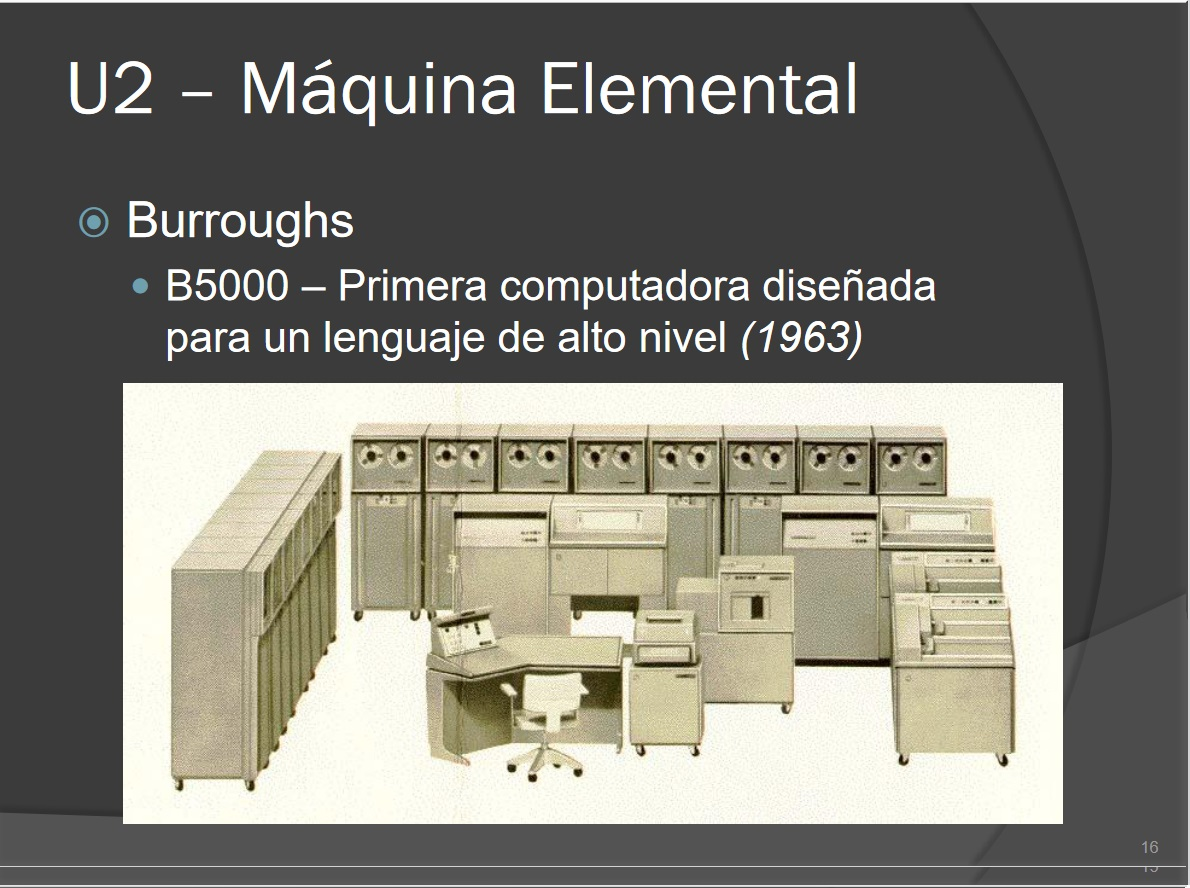 U2 – Máquina Elemental
Burroughs
B5000 – Primera computadora diseñada
para un lenguaje de alto nivel (1963)
16